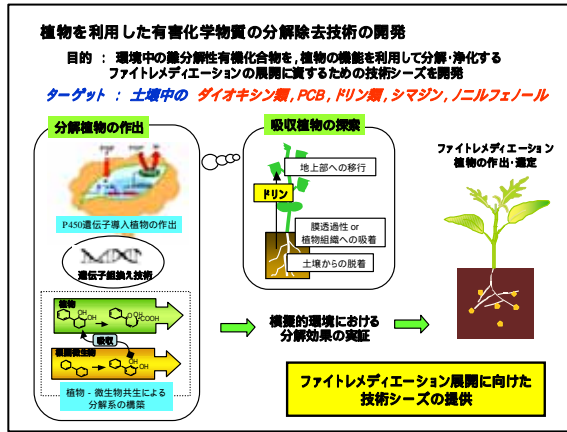 植物を利用した有害化学物質の分解除去技術の開発
目的 : 環境中の難分解性有機化合物を,植物の機能を利用して分解・浄化する
ファイトレメディエーションの展開に資するための技術シーズを開発
ターゲット : 土壌中の ダイオキシン類,PCB,ドリン類,シマジン,ノニルフェノール
分解植物の作出
P450遺伝子導入植物の作出
遺伝子組換え技術
植物
OH
OH
OH
COOH
吸収
根圏微生物
OH
OH
植物-微生物共生による
分解系の構築
吸収植物の探索
地上部への移行
ドリン
膜透過性 or
植物組織への吸着
土壌からの脱着
模擬的環境における
分解効果の実証
ファイトレメディエーション
植物の作出・選定
ファイトレメディエーション展開に向けた
技術シーズの提供